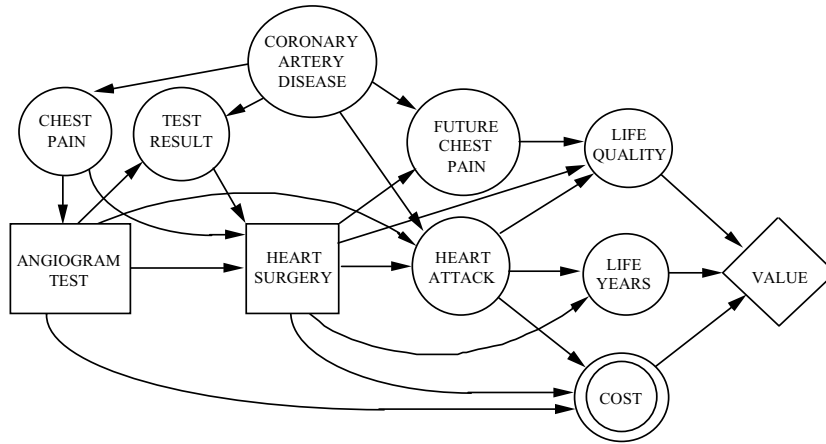 CORONARY
ARTERY
DISEASE
CHEST
PAIN
TEST
RESULT
FUTURE
CHEST
PAIN
LIFE
QUALITY
ANGIOGRAM
TEST
HEART
SURGERY
HEART
ATTACK
LIFE
YEARS
VALUE
COST